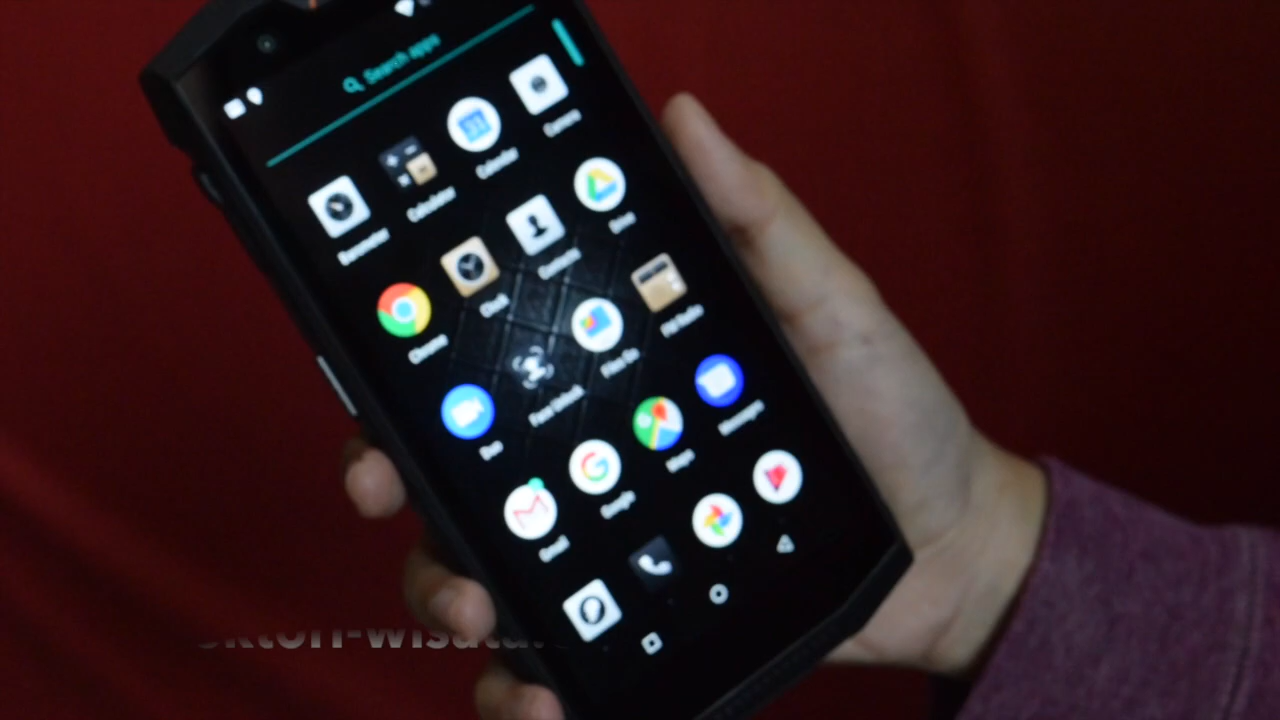 Search apps
Barometer
Calculator
Calendar
Camera
Chrome
Clock
Contacts
Drive
Duo
Face Unlock
Files Go
FM Radio
Gmail
Google
Maps
Messages